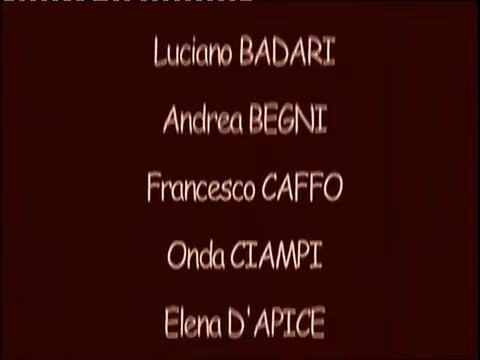 Luciano BADARI
Andrea BEGNI
Francesco CAFFO
Onda CIAMPI
Elena D'APICE